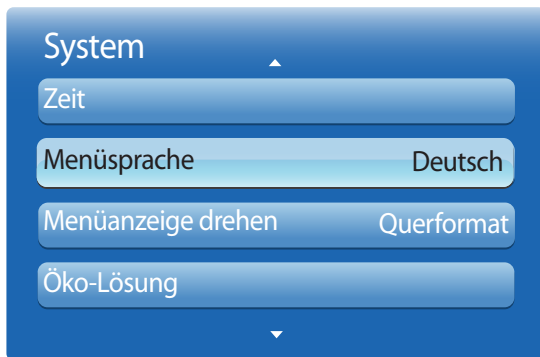 System
Zeit
Menüsprache Deutsch
Menüanzeige drehen Querformat
Öko-Lösung